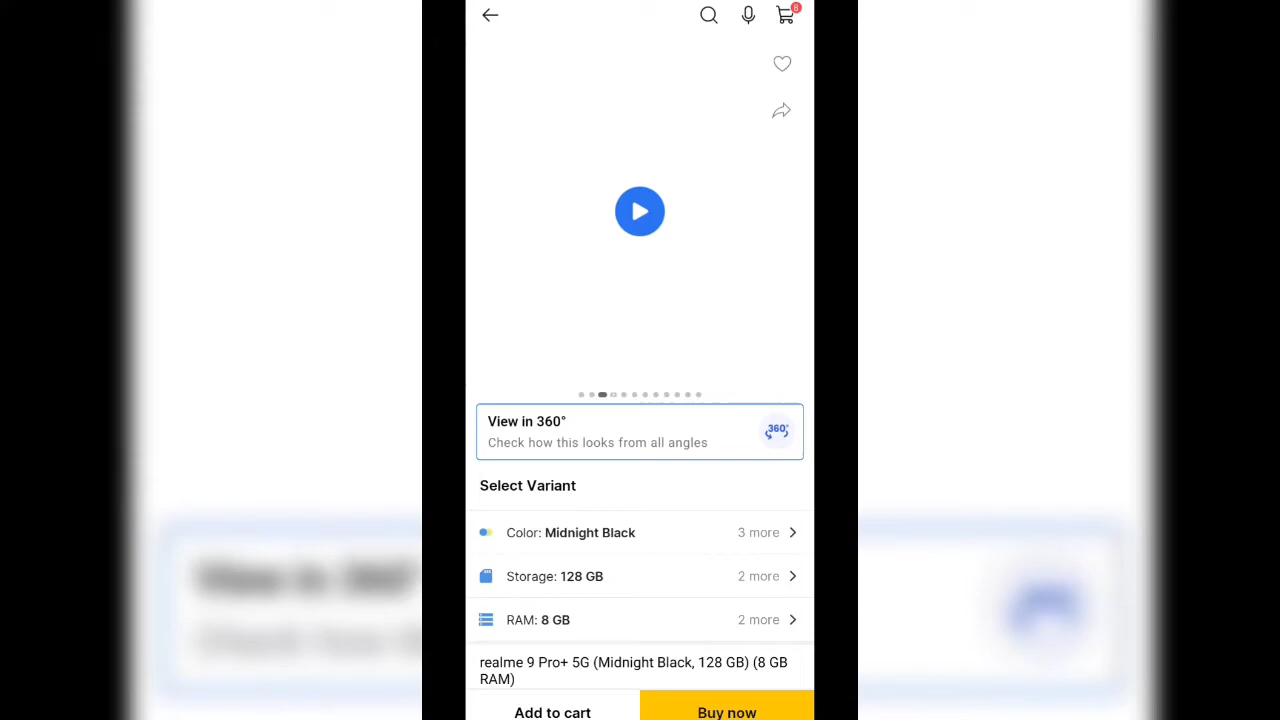 8
View in 360°
Check how this looks from all angles
360°
Select Variant
Color: Midnight Black 3 more
Storage: 128 GB 2 more
RAM: 8 GB 2 more
realme 9 Pro+ 5G (Midnight Black, 128 GB) (8 GB
RAM)
Add to cart Buy now